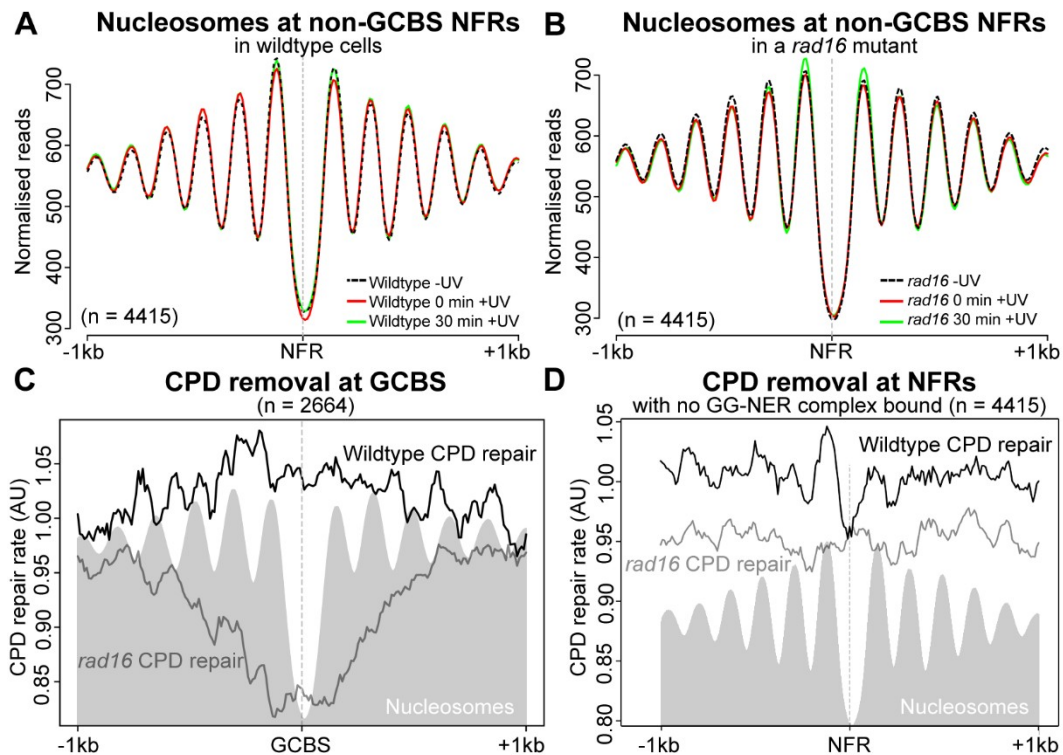 A
Nucleosomes at non-GCBS NFRs
in wildtype cells
Normalised reads
700
600
500
400
300
Wildtype -UV
Wildtype 0 min +UV
Wildtype 30 min +UV
(n = 4415)
-1kb
NFR
+1kb
B
Nucleosomes at non-GCBS NFRs
in a rad16 mutant
Normalised reads
700
600
500
400
300
rad16 -UV
rad16 0 min +UV
rad16 30 min +UV
(n = 4415)
-1kb
NFR
+1kb
C
CPD removal at GCBS
(n = 2664)
CPD repair rate (AU)
1.05
1.00
0.95
0.90
0.85
Wildtype CPD repair
rad16 CPD repair
Nucleosomes
-1kb
GCBS
+1kb
D
CPD removal at NFRs
with no GG-NER complex bound (n = 4415)
CPD repair rate (AU)
1.05
1.00
0.95
0.90
0.85
0.80
Wildtype CPD repair
rad16 CPD repair
Nucleosomes
-1kb
NFR
+1kb